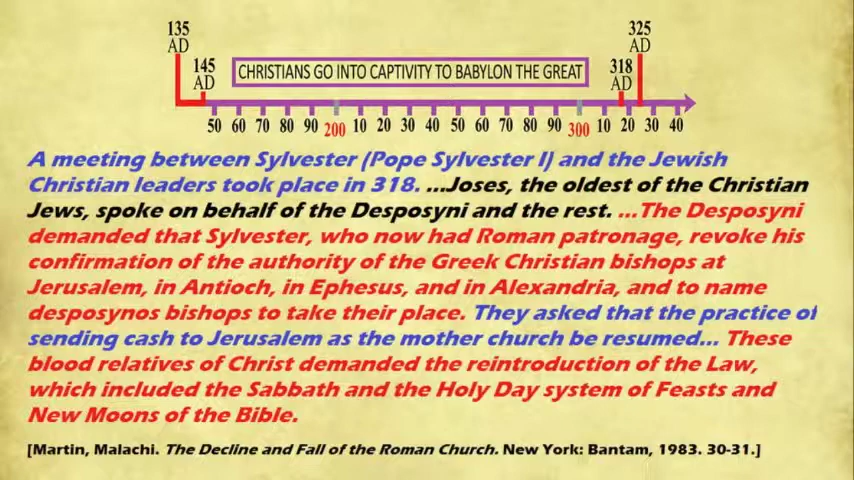 135
AD
145
AD
CHRISTIANS GO INTO CAPTIVITY TO BABYLON THE GREAT
318
AD
325
AD
50 60 70 80 90 200 10 20 30 40 50 60 70 80 90 300 10 20 30 40
A meeting between Sylvester (Pope Sylvester I) and the Jewish
Christian leaders took place in 318. ...Joses, the oldest of the Christian
Jews, spoke on behalf of the Desposyni and the rest. ...The Desposyni
demanded that Sylvester, who now had Roman patronage, revoke his
confirmation of the authority of the Greek Christian bishops at
Jerusalem, in Antioch, in Ephesus, and in Alexandria, and to name
desposynos bishops to take their place. They asked that the practice of
sending cash to Jerusalem as the mother church be resumed... These
blood relatives of Christ demanded the reintroduction of the Law,
which included the Sabbath and the Holy Day system of Feasts and
New Moons of the Bible.
[Martin, Malachi. The Decline and Fall of the Roman Church. New York: Bantam, 1983. 30-31.]